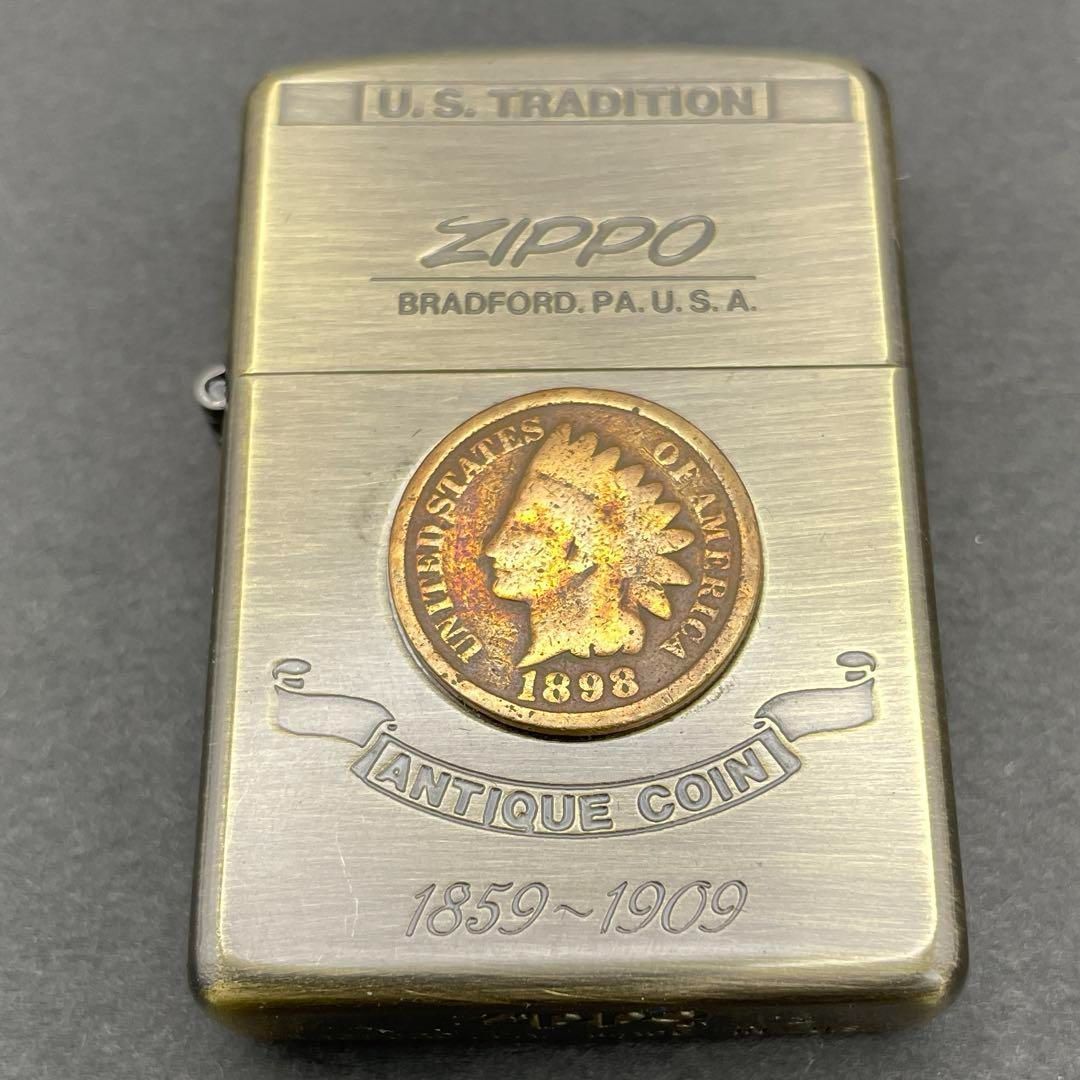 U. S. TRADITION
ZIPPO
BRADFORD. PA. U. S. A.
UNITED STATES OF AMERICA
1898
ANTIQUE COIN
1859~1909